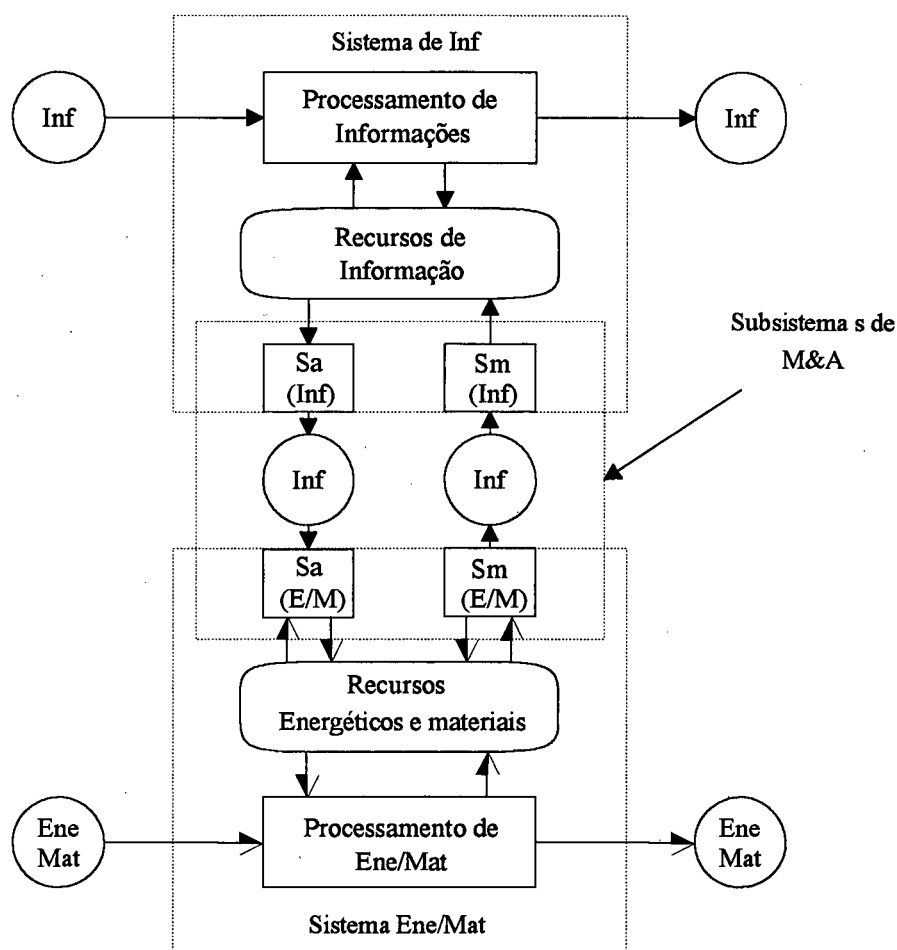 Sistema de Inf
Inf
Processamento de
Informações
Inf
Recursos de
Informação
Subsistema s de
M&A
Sa
(Inf)
Sm
(Inf)
Inf
Inf
Sa
(E/M)
Sm
(E/M)
Recursos
Energéticos e materiais
Ene
Mat
Processamento de
Ene/Mat
Ene
Mat
Sistema Ene/Mat